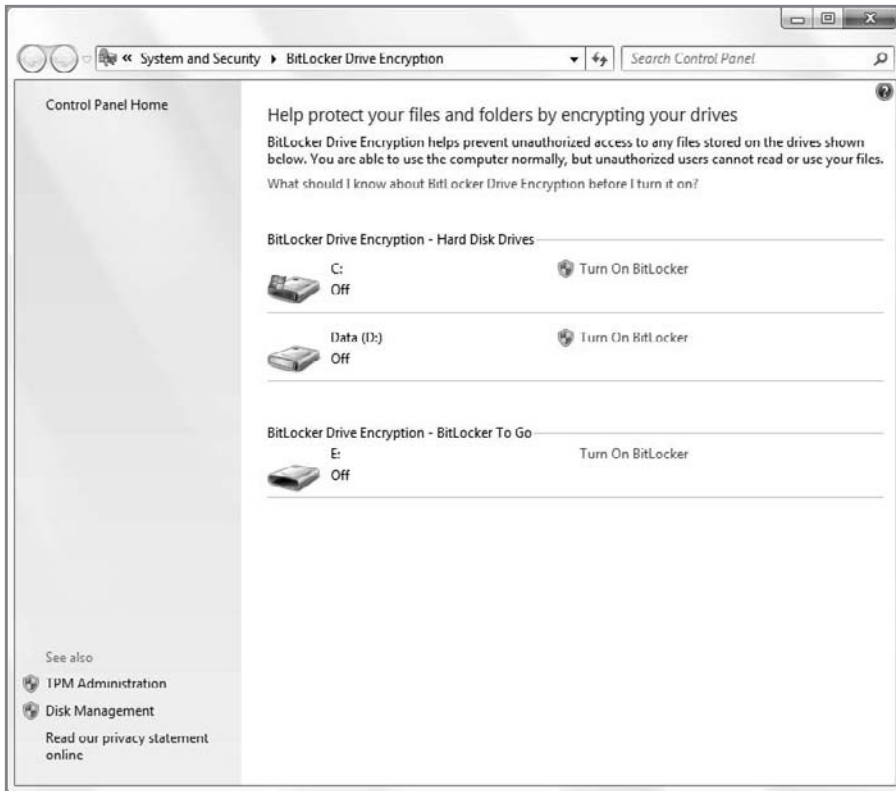 « System and Security ▸ BitLocker Drive Encryption
Search Control Panel
Control Panel Home
Help protect your files and folders by encrypting your drives
BitLocker Drive Encryption helps prevent unauthorized access to any files stored on the drives shown
below. You are able to use the computer normally, but unauthorized users cannot read or use your files.
What should I know about BitLocker Drive Encryption before I turn it on?
BitLocker Drive Encryption - Hard Disk Drives
C:
Turn On BitLocker
Off
Data (D:)
Turn On BitLocker
Off
BitLocker Drive Encryption - BitLocker To Go
E:
Turn On BitLocker
Off
See also
TPM Administration
Disk Management
Read our privacy statement
online